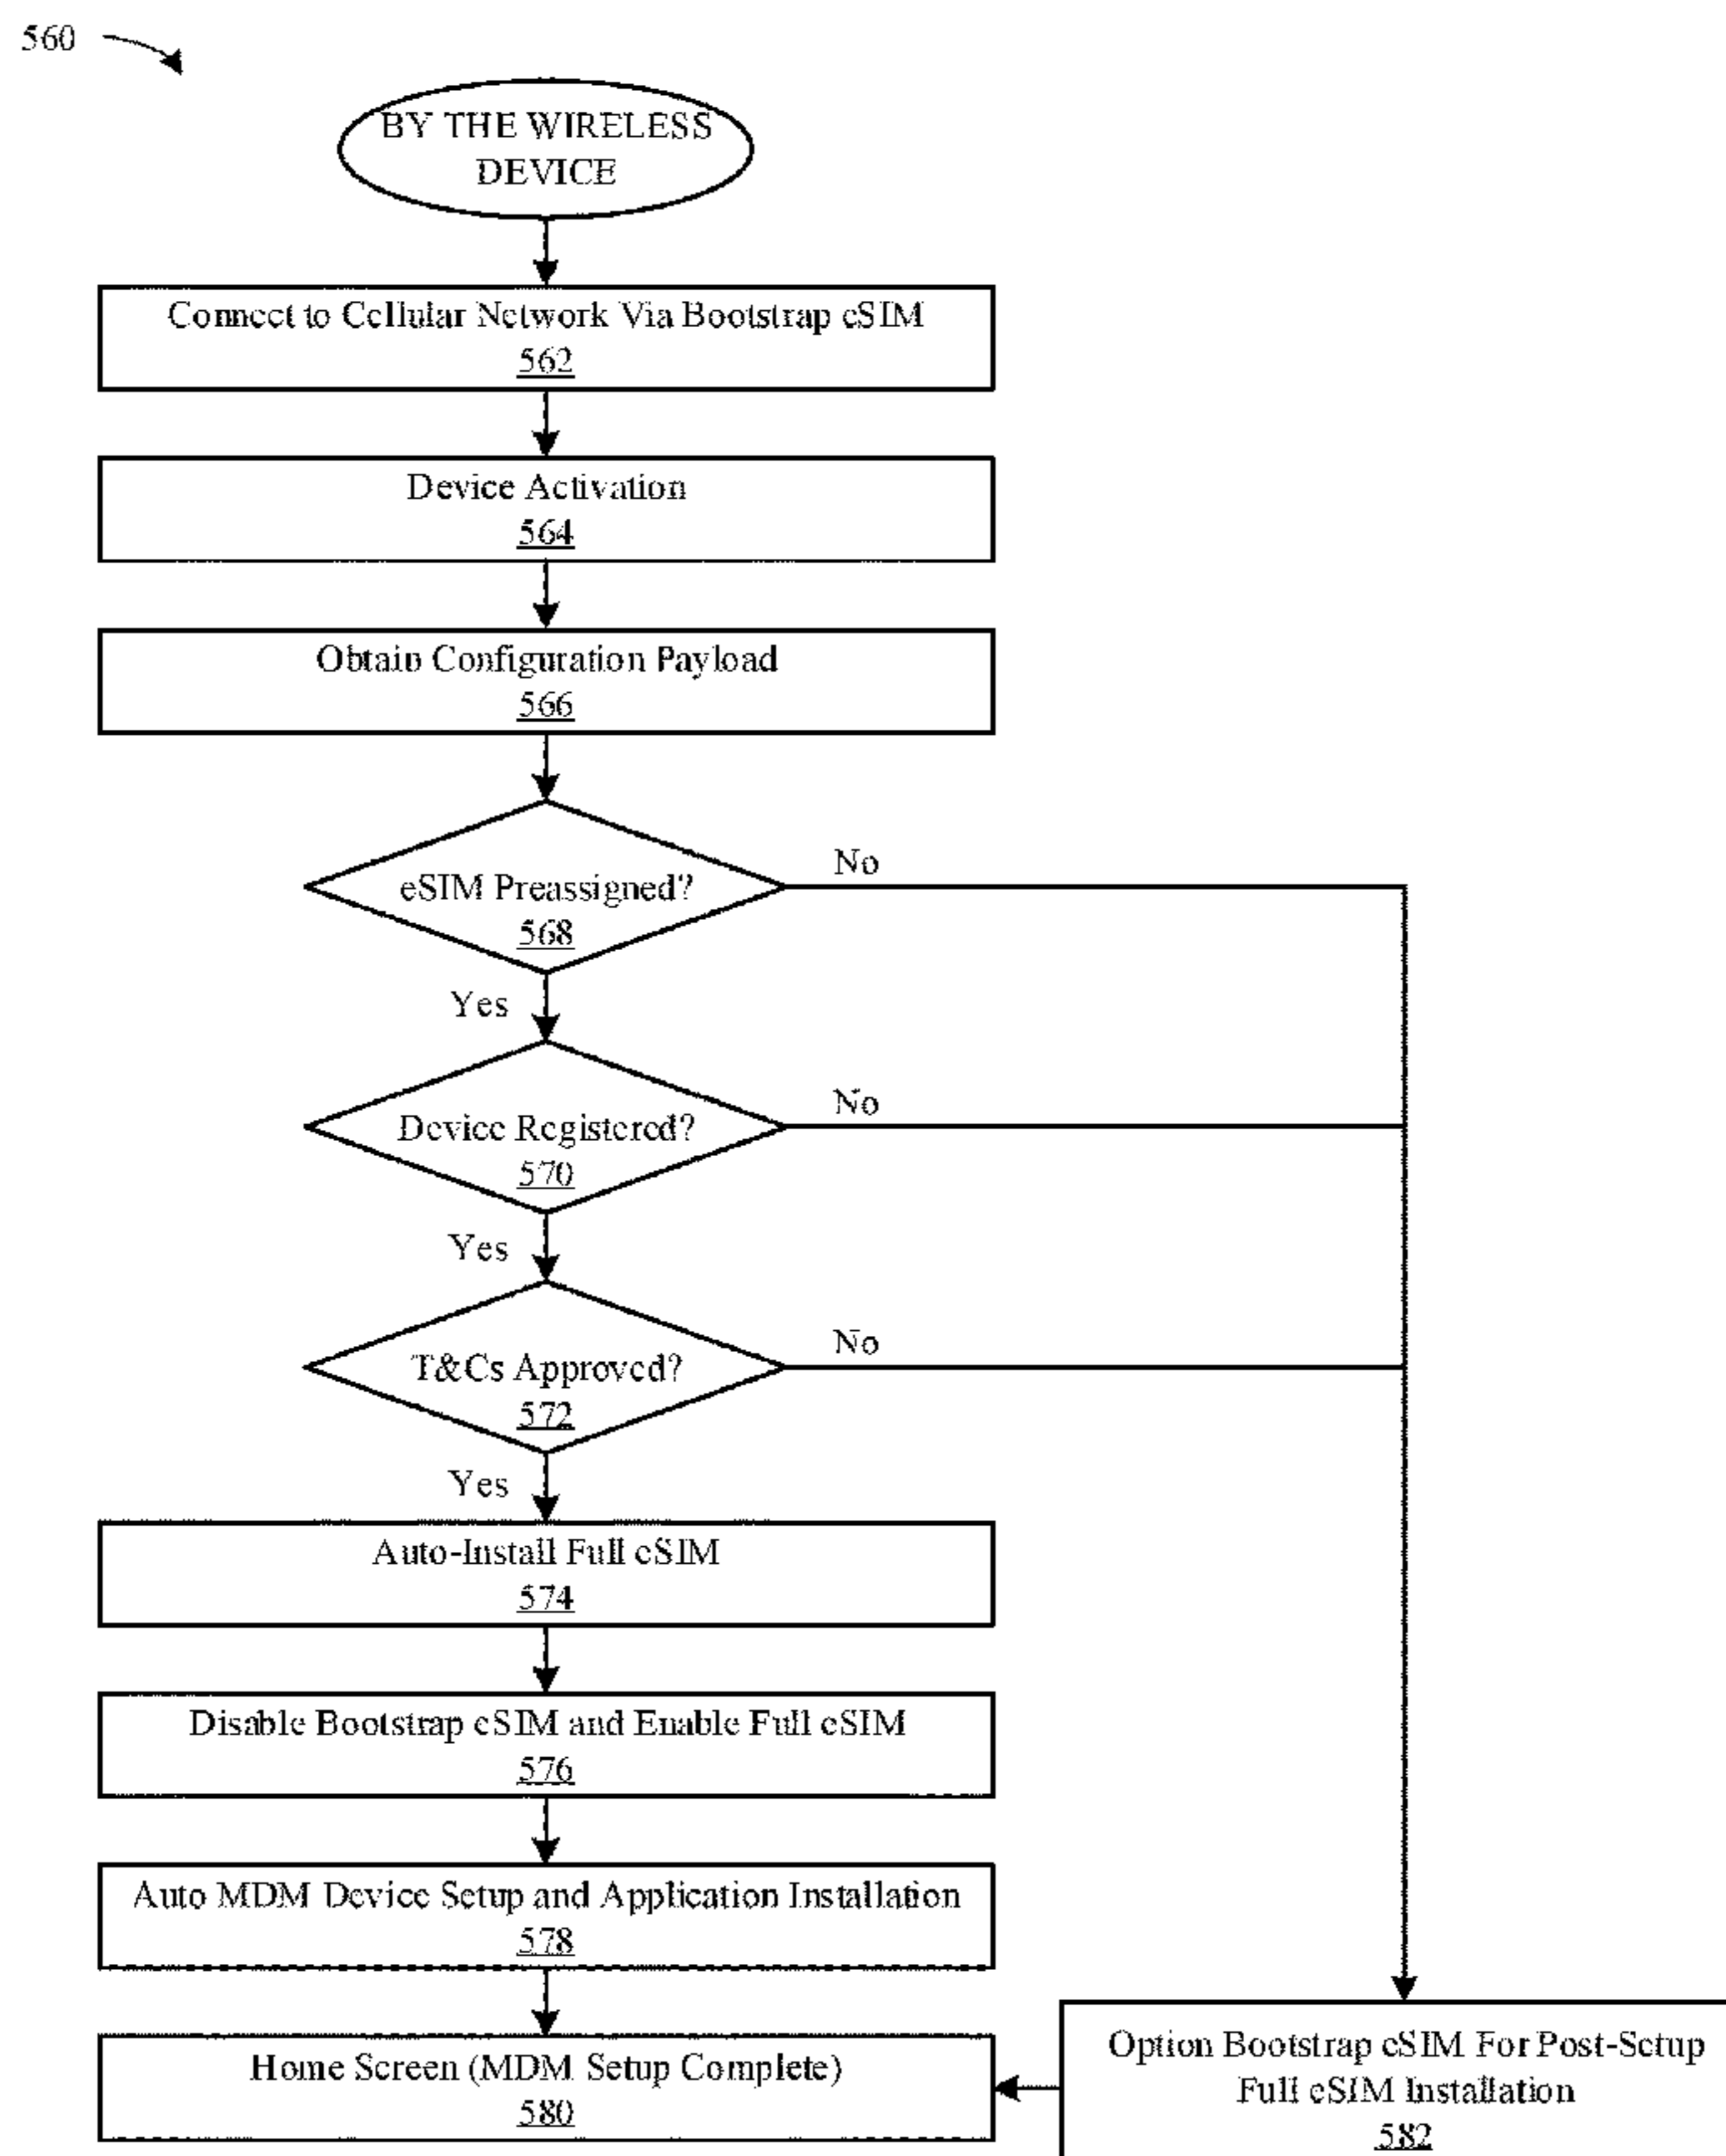 560
BY THE WIRELESS
DEVICE
Connect to Cellular Network Via Bootstrap eSIM
562
Device Activation
564
Obtain Configuration Payload
566
eSIM Preassigned?
568
No
Yes
Device Registered?
570
No
Yes
T&Cs Approved?
572
No
Yes
Auto-Install Full eSIM
574
Disable Bootstrap eSIM and Enable Full eSIM
576
Auto MDM Device Setup and Application Installation
578
Home Screen (MDM Setup Complete)
580
Option Bootstrap eSIM For Post-Setup
Full eSIM Installation
582